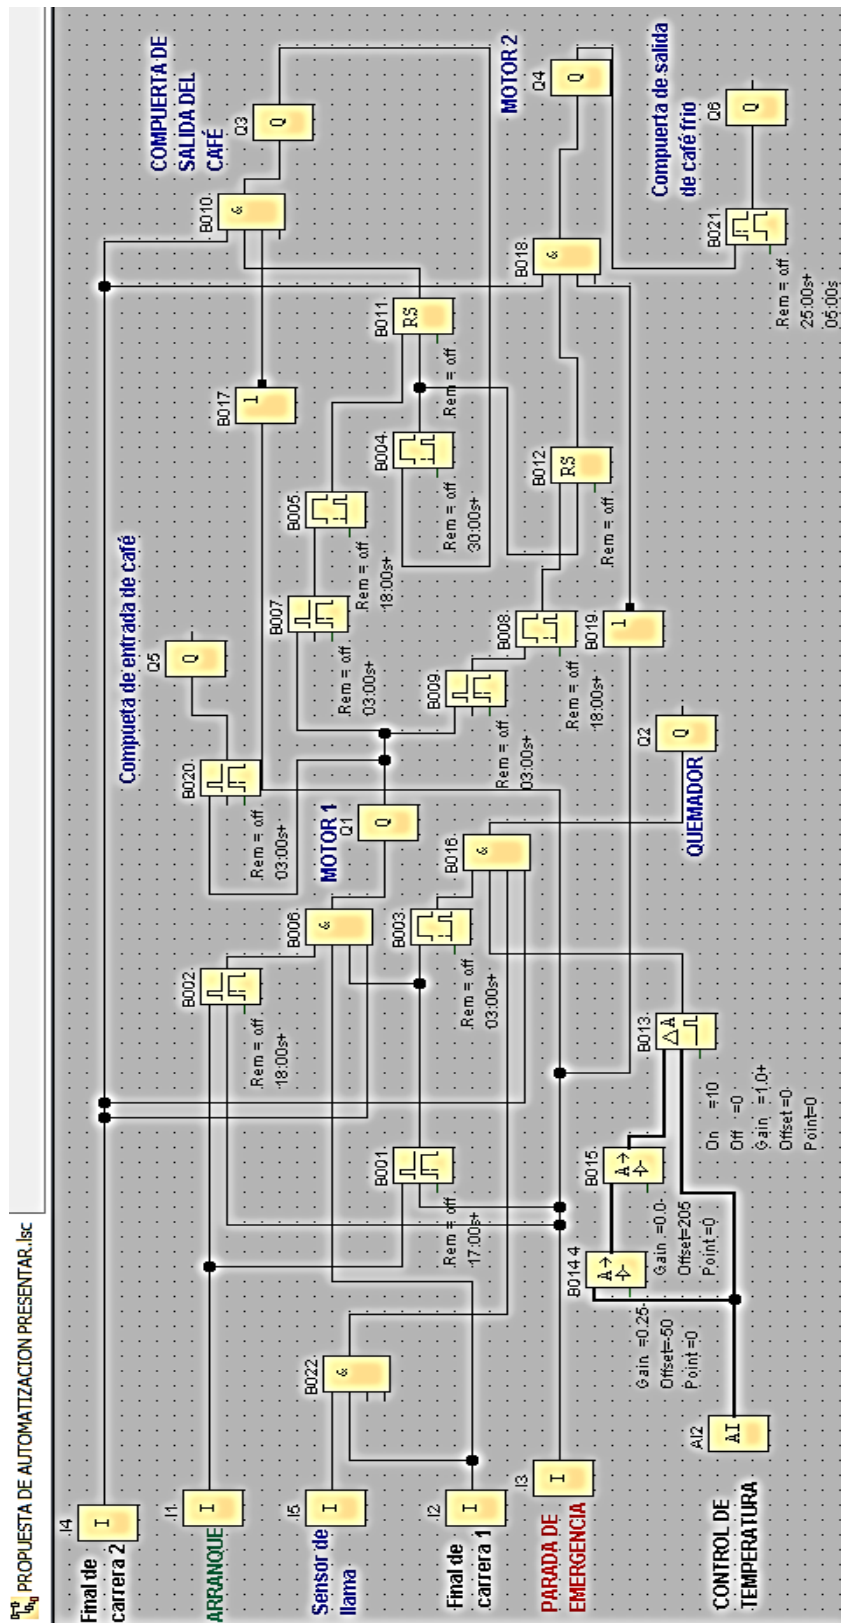 PROPUESTA DE AUTOMATIZACION PRESENTAR.lsc
I4
I
Final de
carrera 2
I1
I
ARRANQUE
I5
I
Sensor de
llama
I2
I
Final de
carrera 1
I3
I
PARADA DE
EMERGENCIA
AI2
AI
CONTROL DE
TEMPERATURA
B022
&
B014
A→
Gain =0.25-
Offset=-50
Point =0
B015
A→
Gain =0.0-
Offset=205
Point =0
B001
Rem = off
17:00s+
B013
ΔA
On =10
Off =0
Gain =1.0+
Offset=0
Point=0
B002
Rem = off
18:00s+
B006
&
B003
Rem = off
03:00s+
B016
&
MOTOR 1
Q1
Q
B020
Rem = off
03:00s+
Compueta de entrada de café
Q5
Q
Q2
Q
QUEMADOR
B009
Rem = off
03:00s+
B007
Rem = off
03:00s+
B008
Rem = off
18:00s+
B019
1
B005
Rem = off
18:00s+
B004
Rem = off
30:00s+
B012
RS
Rem = off
B017
1
B011
RS
Rem = off
B010
&
B018
&
COMPUERTA DE
SALIDA DEL
CAFÉ
Q3
Q
MOTOR 2
Q4
Q
B021
Rem = off
25:00s+
05:00s
Compuerta de salida
de café frio
Q6
Q